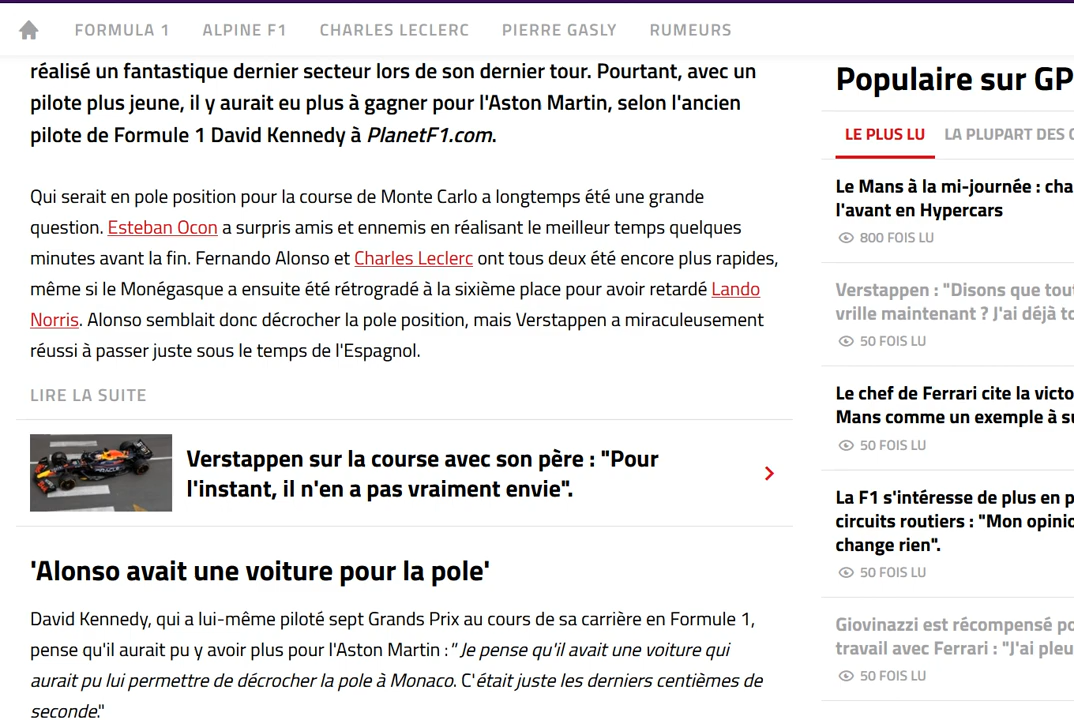 FORMULA 1 ALPINE F1 CHARLES LECLERC PIERRE GASLY RUMEURS
réalisé un fantastique dernier secteur lors de son dernier tour. Pourtant, avec un
pilote plus jeune, il y aurait eu plus à gagner pour l'Aston Martin, selon l'ancien
pilote de Formule 1 David Kennedy à PlanetF1.com.
Qui serait en pole position pour la course de Monte Carlo a longtemps été une grande
question. Esteban Ocon a surpris amis et ennemis en réalisant le meilleur temps quelques
minutes avant la fin. Fernando Alonso et Charles Leclerc ont tous deux été encore plus rapides,
même si le Monégasque a ensuite été rétrogradé à la sixième place pour avoir retardé Lando
Norris. Alonso semblait donc décrocher la pole position, mais Verstappen a miraculeusement
réussi à passer juste sous le temps de l'Espagnol.
LIRE LA SUITE
Verstappen sur la course avec son père : "Pour
l'instant, il n'en a pas vraiment envie".
'Alonso avait une voiture pour la pole'
David Kennedy, qui a lui-même piloté sept Grands Prix au cours de sa carrière en Formule 1,
pense qu'il aurait pu y avoir plus pour l'Aston Martin : " Je pense qu'il avait une voiture qui
aurait pu lui permettre de décrocher la pole à Monaco. C'était juste les derniers centièmes de
seconde."
Populaire sur GP
LE PLUS LU LA PLUPART DES
Le Mans à la mi-journée : cha
l'avant en Hypercars
800 FOIS LU
Verstappen : "Disons que tout
vrille maintenant ? J'ai déjà to
50 FOIS LU
Le chef de Ferrari cite la victo
Mans comme un exemple à su
50 FOIS LU
La F1 s'intéresse de plus en p
circuits routiers : "Mon opinio
change rien".
50 FOIS LU
Giovinazzi est récompensé po
travail avec Ferrari : "J'ai pleu
50 FOIS LU